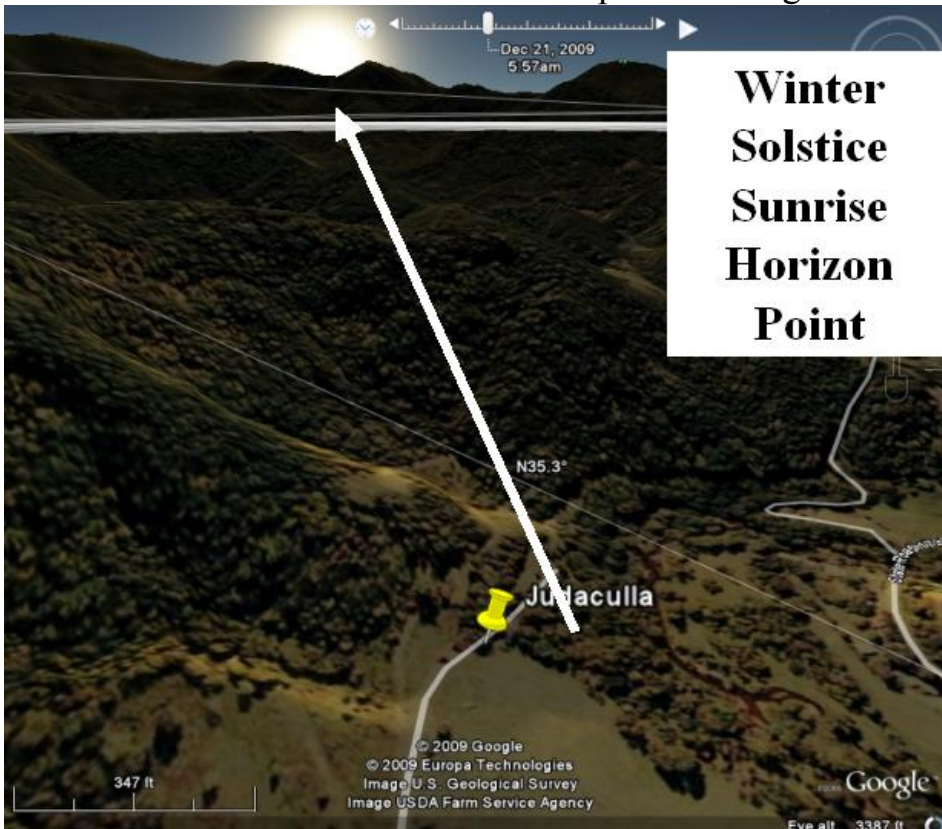 Dec 21, 2009
5:57am
Winter
Solstice
Sunrise
Horizon
Point
N35.3°
Judaculla
© 2009 Google
© 2009 Europa Technologies
Image U.S. Geological Survey
Image USDA Farm Service Agency
347 ft
Google
Eye alt 3387 ft